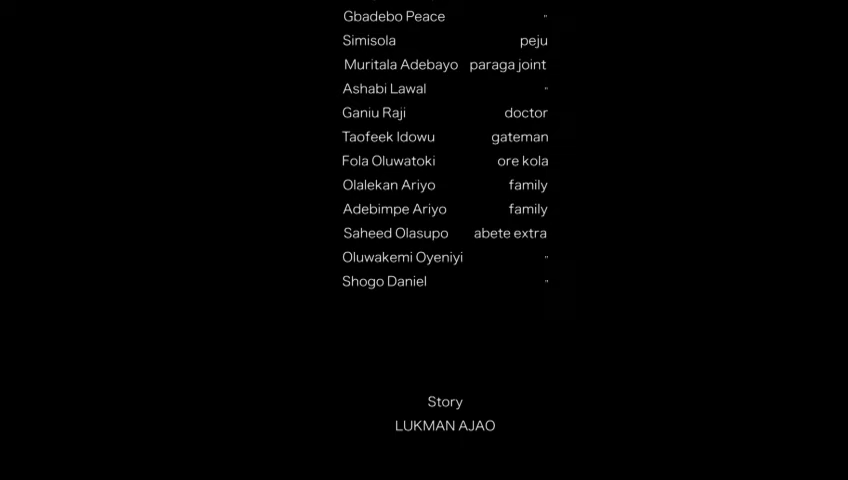 Gbadebo Peace "
Simisola peju
Muritala Adebayo paraga joint
Ashabi Lawal "
Ganiu Raji doctor
Taofeek Idowu gateman
Fola Oluwatoki ore kola
Olalekan Ariyo family
Adebimpe Ariyo family
Saheed Olasupo abete extra
Oluwakemi Oyeniyi "
Shogo Daniel "
Story
LUKMAN AJAO